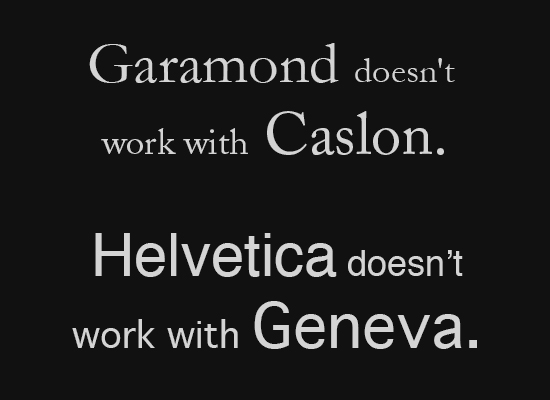 Garamond doesn't
work with Caslon.
Helvetica doesn’t
work with Geneva.